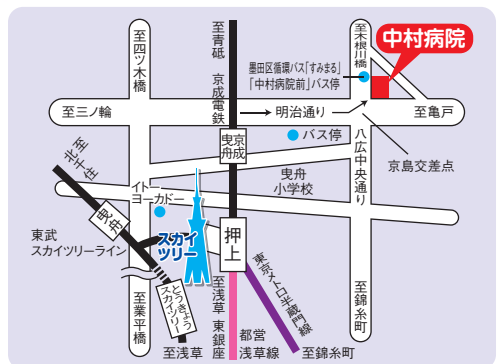 至四ツ木橋
至青砥
京成電鉄
至木根川橋
中村病院
墨田区循環バス「すみまる」
「中村病院前」バス停
至三ノ輪
明治通り
至亀戸
バス停
京島交差点
京成曳舟
八広中央通り
曳舟
小学校
北至千住
イトーヨーカドー
曳舟
東武
スカイツリーライン
スカイ
ツリー
押上
東京メトロ半蔵門線
とうきょう
スカイツリー
至業平橋
至浅草
至浅草
東銀座
都営
浅草線
至錦糸町
至錦糸町